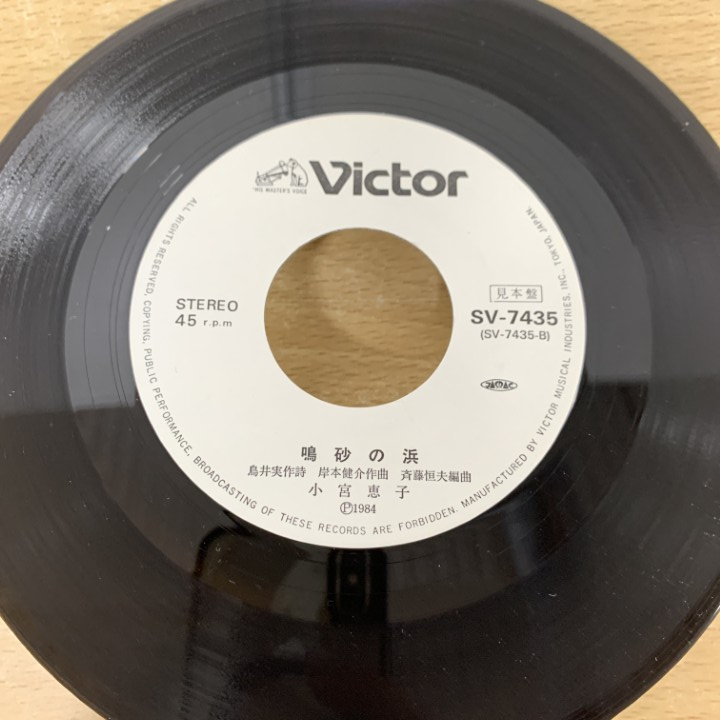 Victor
"HIS MASTER'S VOICE"
STEREO
45 r.p.m
見本盤
SV-7435
(SV-7435-B)
JASRAC
鳴砂の浜
鳥井実作詩 岸本健介作曲 斉藤恒夫編曲
小宮恵子
Ⓟ1984
ALL RIGHTS RESERVED. COPYING, PUBLIC PERFORMANCE, BROADCASTING OF THESE RECORDS ARE FORBIDDEN. MANUFACTURED BY VICTOR MUSICAL INDUSTRIES, INC., TOKYO, JAPAN.